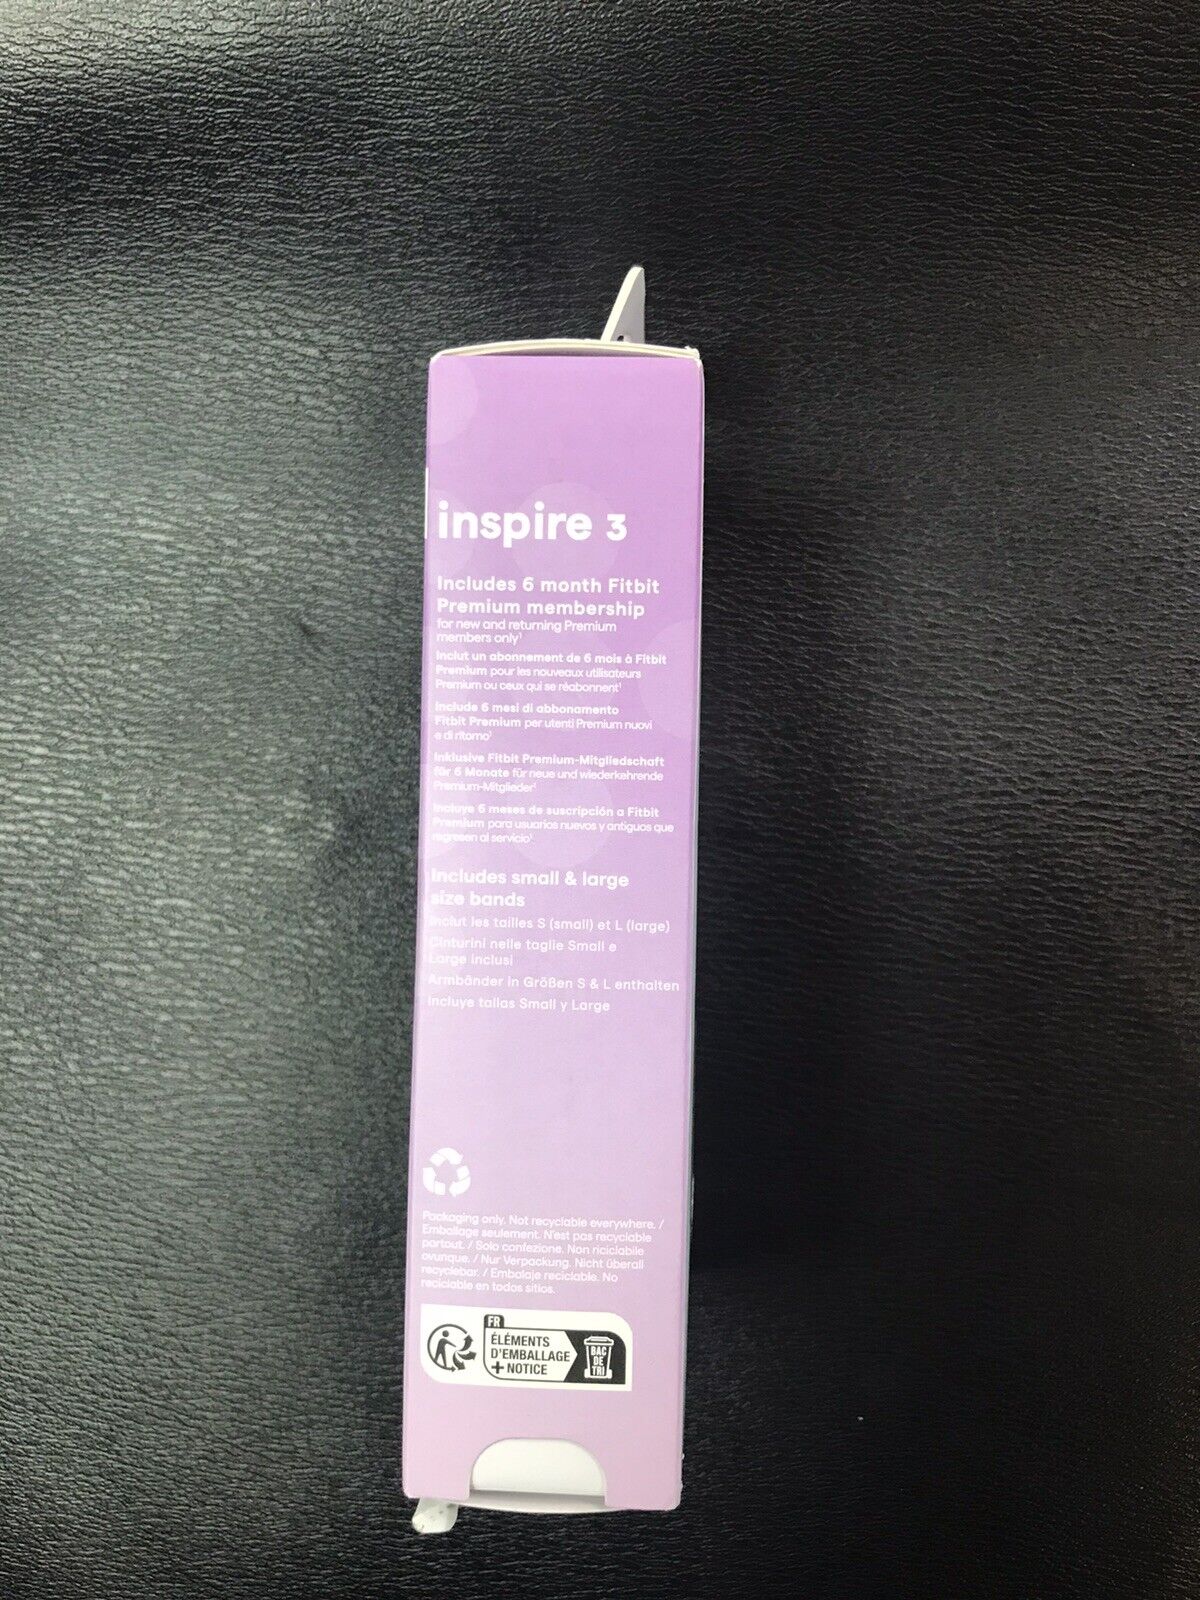 inspire 3
Includes 6 month Fitbit
Premium membership
for new and returning Premium
members only¹
Inclut un abonnement de 6 mois à Fitbit
Premium pour les nouveaux utilisateurs
Premium ou ceux qui se réabonnent¹
Include 6 mesi di abbonamento
Fitbit Premium per utenti Premium nuovi
e di ritorno¹
Inklusive Fitbit Premium-Mitgliedschaft
für 6 Monate für neue und wiederkehrende
Premium-Mitglieder¹
Incluye 6 meses de suscripción a Fitbit
Premium para usuarios nuevos y antiguos que
regresen al servicio¹
Includes small & large
size bands
Inclut les tailles S (small) et L (large)
Cinturini nelle taglie Small e
Large inclusi
Armbänder in Größen S & L enthalten
Incluye tallas Small y Large
Packaging only. Not recyclable everywhere. /
Emballage seulement. N'est pas recyclable
partout. / Solo confezione. Non riciclabile
ovunque. / Nur Verpackung. Nicht überall
recyclebar. / Embalaje reciclable. No
reciclable en todos sitios.
FR
ÉLÉMENTS
D'EMBALLAGE
+ NOTICE
BAC
DE
TRI